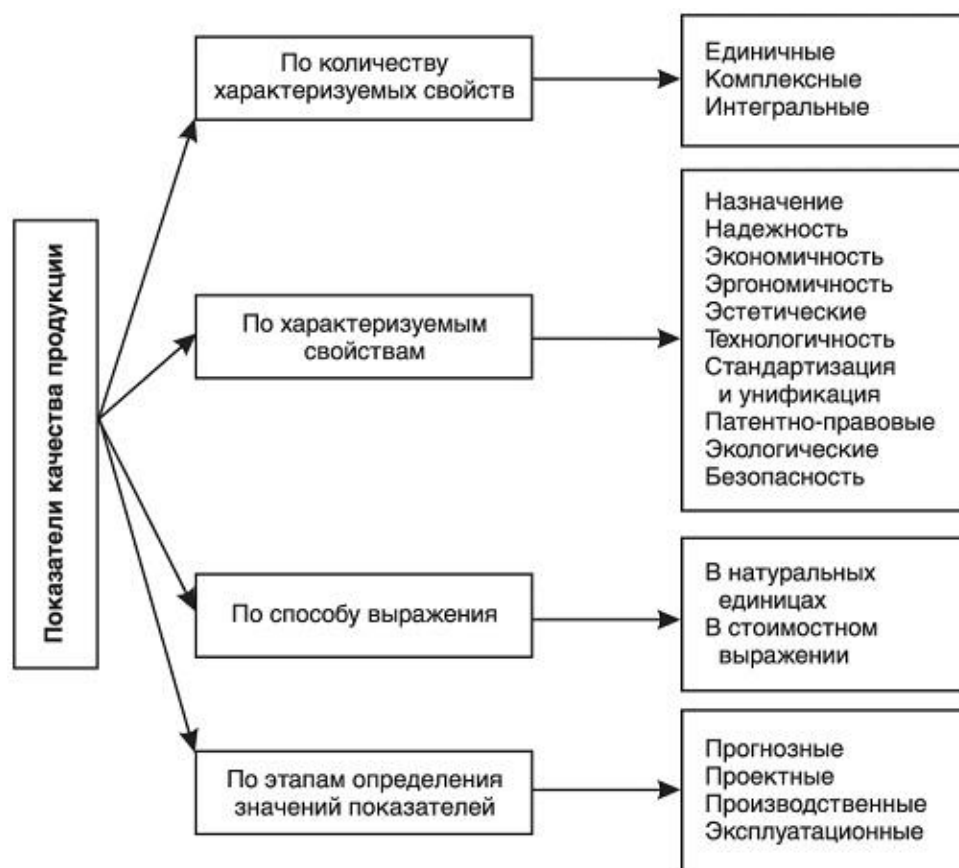 Показатели качества продукции
По количеству
характеризуемых свойств
Единичные
Комплексные
Интегральные
По характеризуемым
свойствам
Назначение
Надежность
Экономичность
Эргономичность
Эстетические
Технологичность
Стандартизация
и унификация
Патентно-правовые
Экологические
Безопасность
По способу выражения
В натуральных
единицах
В стоимостном
выражении
По этапам определения
значений показателей
Прогнозные
Проектные
Производственные
Эксплуатационные